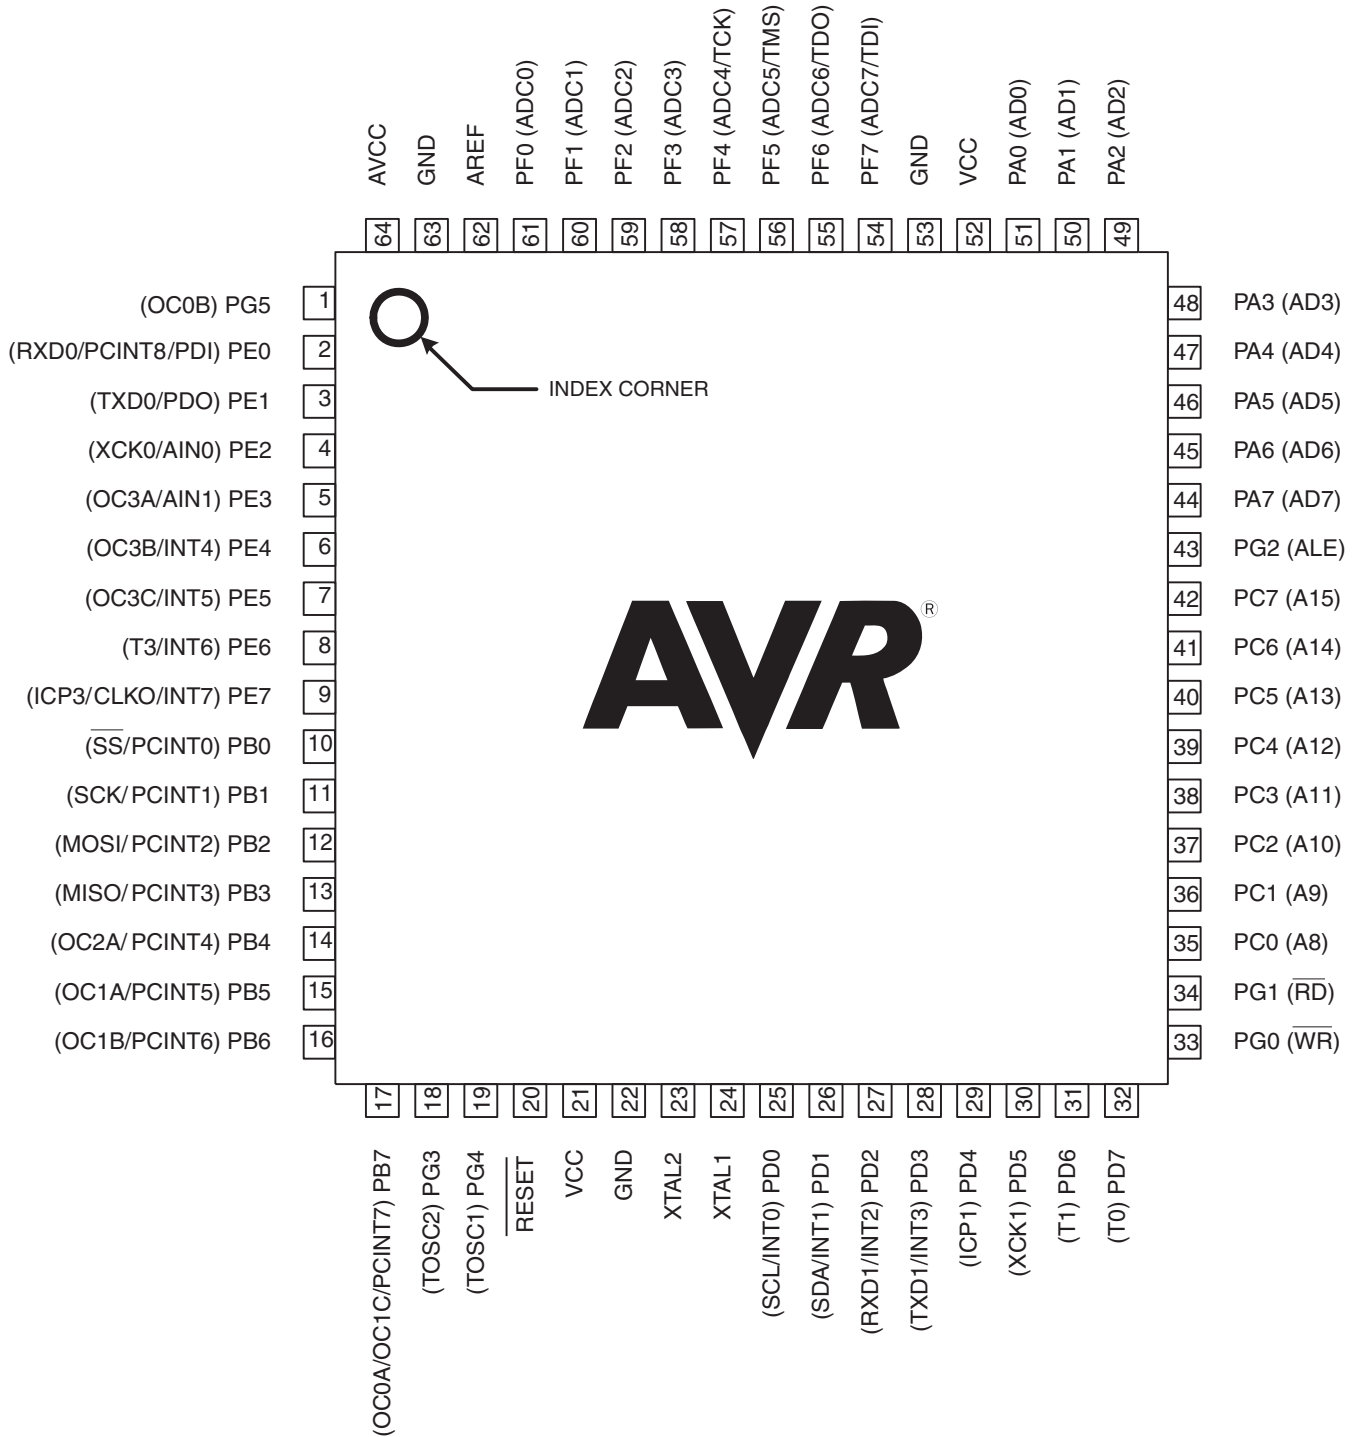 AVCC
GND
AREF
PF0 (ADC0)
PF1 (ADC1)
PF2 (ADC2)
PF3 (ADC3)
PF4 (ADC4/TCK)
PF5 (ADC5/TMS)
PF6 (ADC6/TDO)
PF7 (ADC7/TDI)
GND
VCC
PA0 (AD0)
PA1 (AD1)
PA2 (AD2)
64
63
62
61
60
59
58
57
56
55
54
53
52
51
50
49
(OC0B) PG5 1
(RXD0/PCINT8/PDI) PE0 2
(TXD0/PDO) PE1 3
(XCK0/AIN0) PE2 4
(OC3A/AIN1) PE3 5
(OC3B/INT4) PE4 6
(OC3C/INT5) PE5 7
(T3/INT6) PE6 8
(ICP3/CLKO/INT7) PE7 9
(SS/PCINT0) PB0 10
(SCK/ PCINT1) PB1 11
(MOSI/ PCINT2) PB2 12
(MISO/ PCINT3) PB3 13
(OC2A/ PCINT4) PB4 14
(OC1A/PCINT5) PB5 15
(OC1B/PCINT6) PB6 16
INDEX CORNER
AVR®
48 PA3 (AD3)
47 PA4 (AD4)
46 PA5 (AD5)
45 PA6 (AD6)
44 PA7 (AD7)
43 PG2 (ALE)
42 PC7 (A15)
41 PC6 (A14)
40 PC5 (A13)
39 PC4 (A12)
38 PC3 (A11)
37 PC2 (A10)
36 PC1 (A9)
35 PC0 (A8)
34 PG1 (RD)
33 PG0 (WR)
17
18
19
20
21
22
23
24
25
26
27
28
29
30
31
32
(OC0A/OC1C/PCINT7) PB7
(TOSC2) PG3
(TOSC1) PG4
RESET
VCC
GND
XTAL2
XTAL1
(SCL/INT0) PD0
(SDA/INT1) PD1
(RXD1/INT2) PD2
(TXD1/INT3) PD3
(ICP1) PD4
(XCK1) PD5
(T1) PD6
(T0) PD7